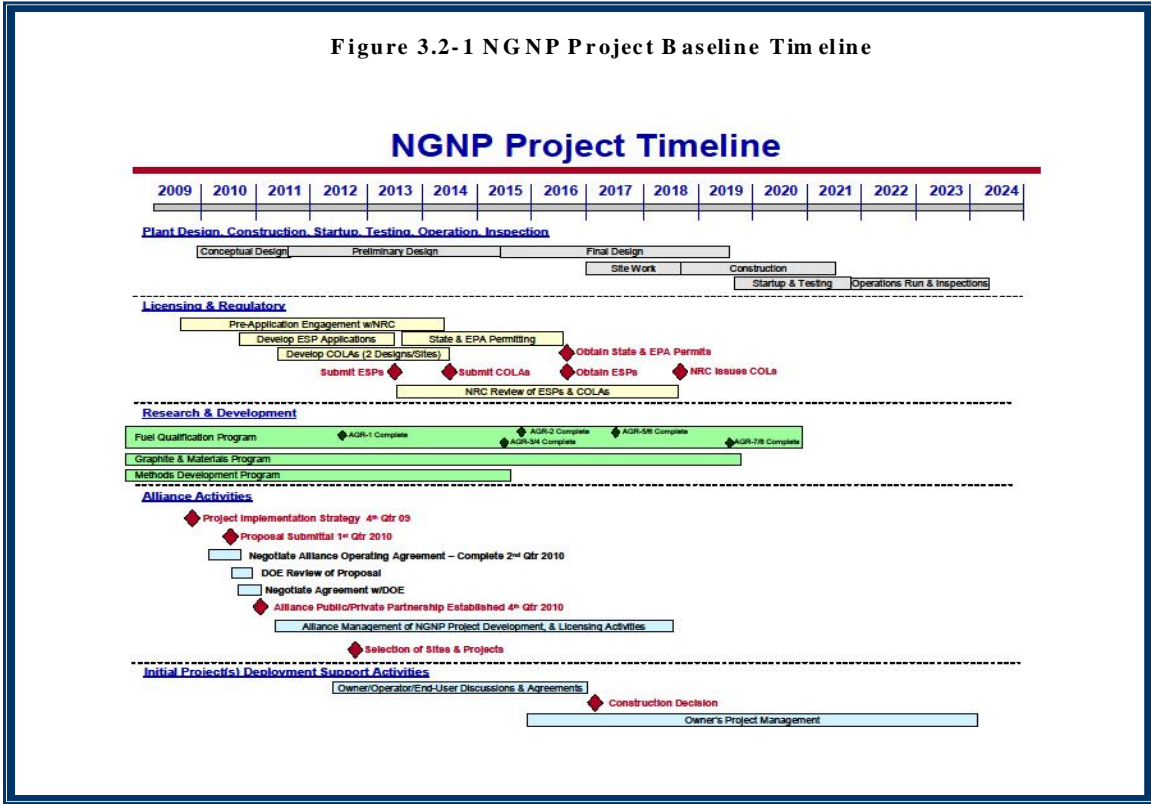 Figure 3.2-1 NGNP Project Baseline Timeline
NGNP Project Timeline
2009 2010 2011 2012 2013 2014 2015 2016 2017 2018 2019 2020 2021 2022 2023 2024
Plant Design, Construction, Startup, Testing, Operation, Inspection
Conceptual Design Preliminary Design Final Design
Site Work Construction
Startup & Testing Operations Run & Inspections
Licensing & Regulatory
Pre-Application Engagement w/NRC
Develop ESP Applications State & EPA Permitting
Develop COLAs (2 Designs/Sites) Obtain State & EPA Permits
Submit ESPs Submit COLAs Obtain ESPs NRC Issues COLs
NRC Review of ESPs & COLAs
Research & Development
Fuel Qualification Program AGR-1 Complete AGR-2 Complete AGR-5/6 Complete
AGR-3/4 Complete AGR-7/8 Complete
Graphite & Materials Program
Methods Development Program
Alliance Activities
Project Implementation Strategy 4th Qtr 09
Proposal Submittal 1st Qtr 2010
Negotiate Alliance Operating Agreement – Complete 2nd Qtr 2010
DOE Review of Proposal
Negotiate Agreement w/DOE
Alliance Public/Private Partnership Established 4th Qtr 2010
Alliance Management of NGNP Project Development, & Licensing Activities
Selection of Sites & Projects
Initial Project(s) Deployment Support Activities
Owner/Operator/End-User Discussions & Agreements
Construction Decision
Owner's Project Management